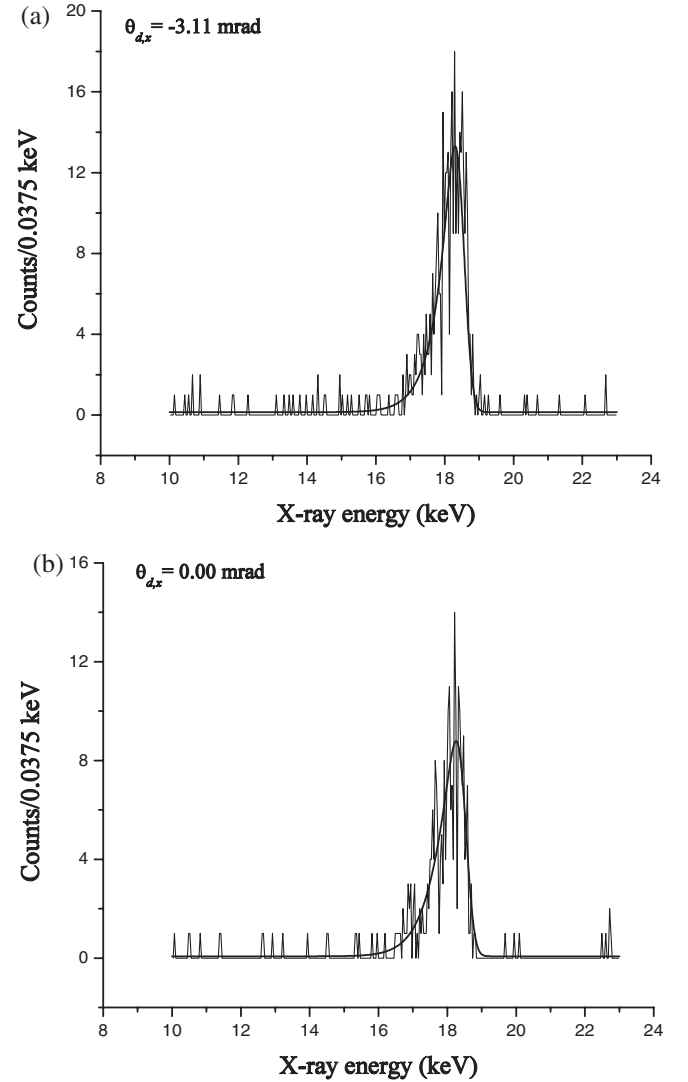 (a)
θd,x= -3.11 mrad
20
16
12
8
4
0
Counts/0.0375 keV
8 10 12 14 16 18 20 22 24
X-ray energy (keV)
(b)
θd,x= 0.00 mrad
16
12
8
4
0
Counts/0.0375 keV
8 10 12 14 16 18 20 22 24
X-ray energy (keV)